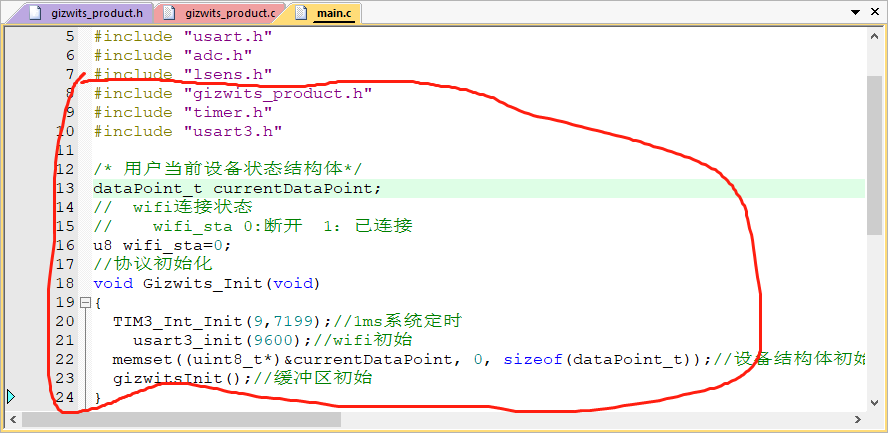 gizwits_product.h gizwits_product.c main.c
5 #include "usart.h"
6 #include "adc.h"
7 #include "lsens.h"
8 #include "gizwits_product.h"
9 #include "timer.h"
10 #include "usart3.h"
11
12 /* 用户当前设备状态结构体*/
13 dataPoint_t currentDataPoint;
14 // wifi连接状态
15 // wifi_sta 0:断开 1: 已连接
16 u8 wifi_sta=0;
17 //协议初始化
18 void Gizwits_Init(void)
19 {
20 TIM3_Int_Init(9,7199);//1ms系统定时
21 usart3_init(9600);//wifi初始
22 memset((uint8_t*)&currentDataPoint, 0, sizeof(dataPoint_t));//设备结构体初始
23 gizwitsInit();//缓冲区初始
24 }